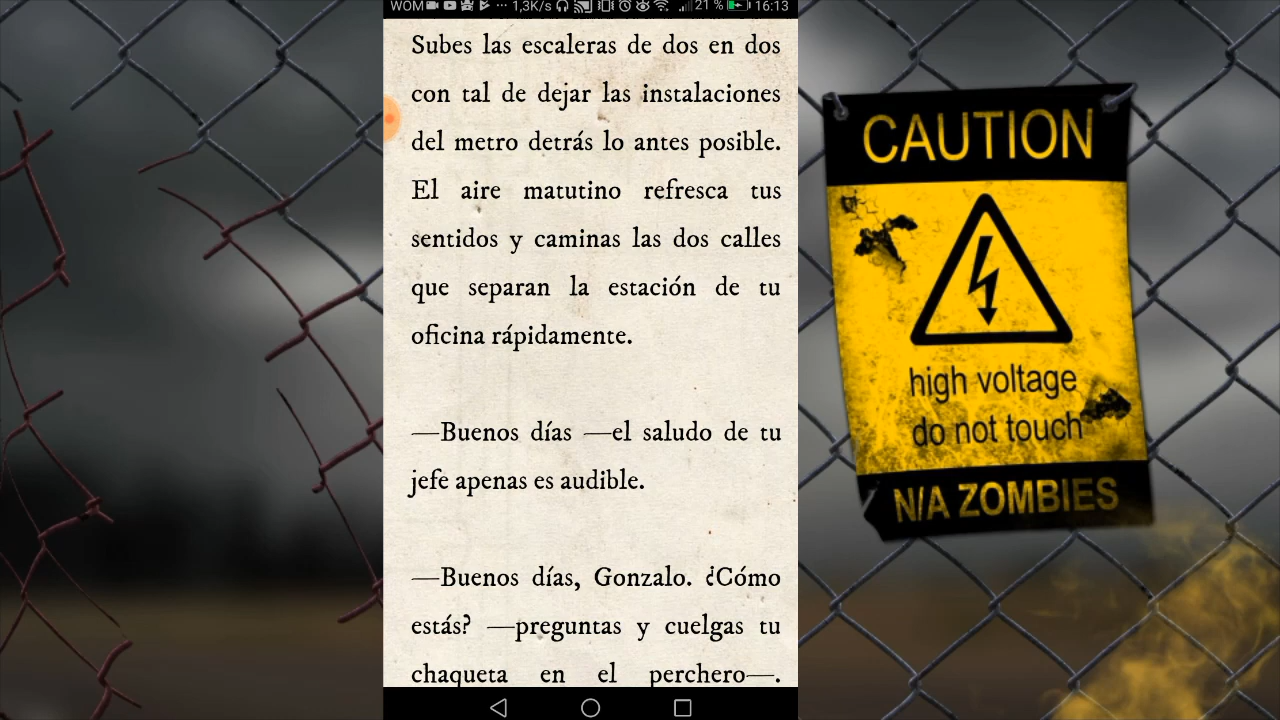 WOM 1,3K/s 21 % 16:13
Subes las escaleras de dos en dos
con tal de dejar las instalaciones
del metro detrás lo antes posible.
El aire matutino refresca tus
sentidos y caminas las dos calles
que separan la estación de tu
oficina rápidamente.
—Buenos días —el saludo de tu
jefe apenas es audible.
—Buenos días, Gonzalo. ¿Cómo
estás? —preguntas y cuelgas tu
chaqueta en el perchero—.
CAUTION
high voltage
do not touch
N/A ZOMBIES